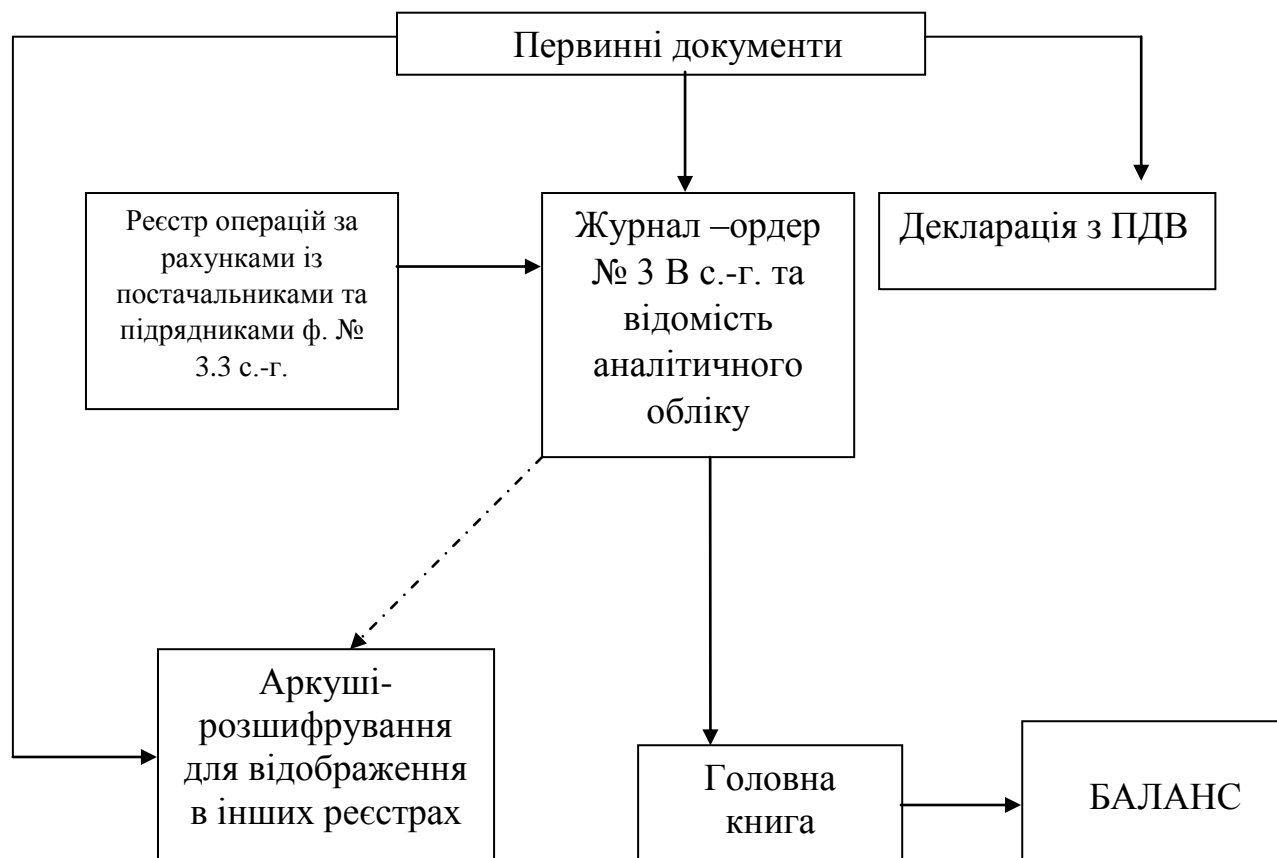 Первинні документи
Реєстр операцій за
рахунками із
постачальниками та
підрядниками ф. №
3.3 с.-г.
Журнал –ордер
№ 3 В с.-г. та
відомість
аналітичного
обліку
Декларація з ПДВ
Аркуші-
розшифрування
для відображення
в інших реєстрах
Головна
книга
БАЛАНС